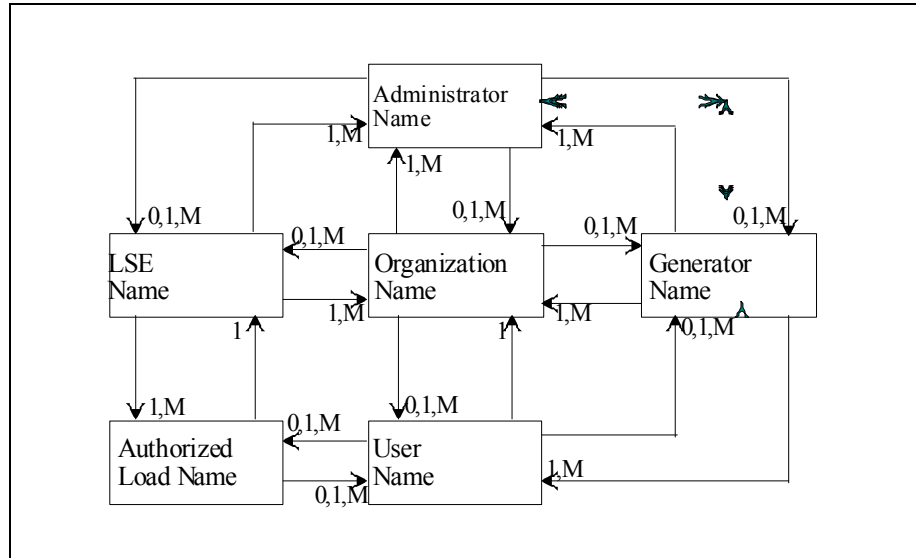 Administrator
Name
1,M
1,M
1,M
0,1,M
0,1,M
0,1,M
0,1,M
0,1,M
LSE
Name
Organization
Name
Generator
Name
1,M
1,M
1
1
0,1,M
1,M
0,1,M
0,1,M
Authorized
Load Name
User
Name
1,M
0,1,M